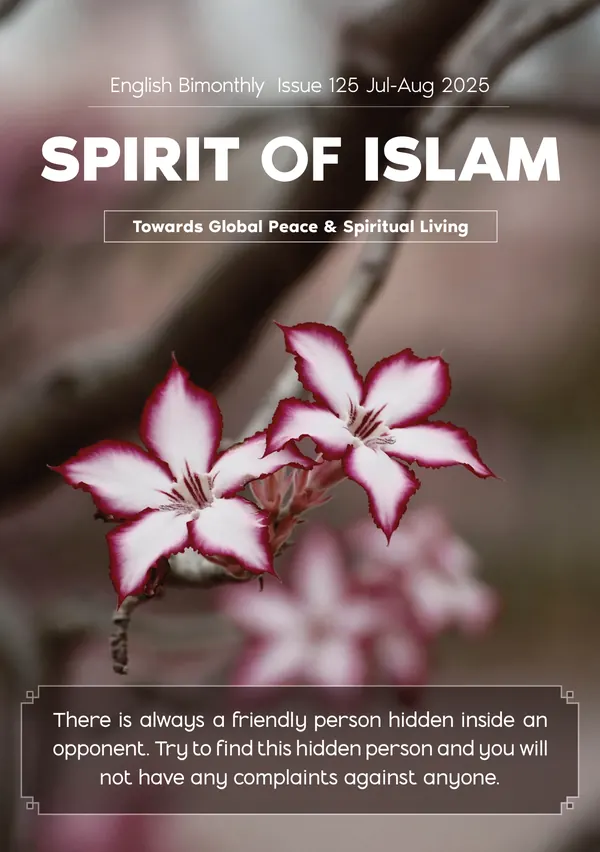 English Bimonthly Issue 125 Jul-Aug 2025
SPIRIT OF ISLAM
Towards Global Peace & Spiritual Living
There is always a friendly person hidden inside an
opponent. Try to find this hidden person and you will
not have any complaints against anyone.